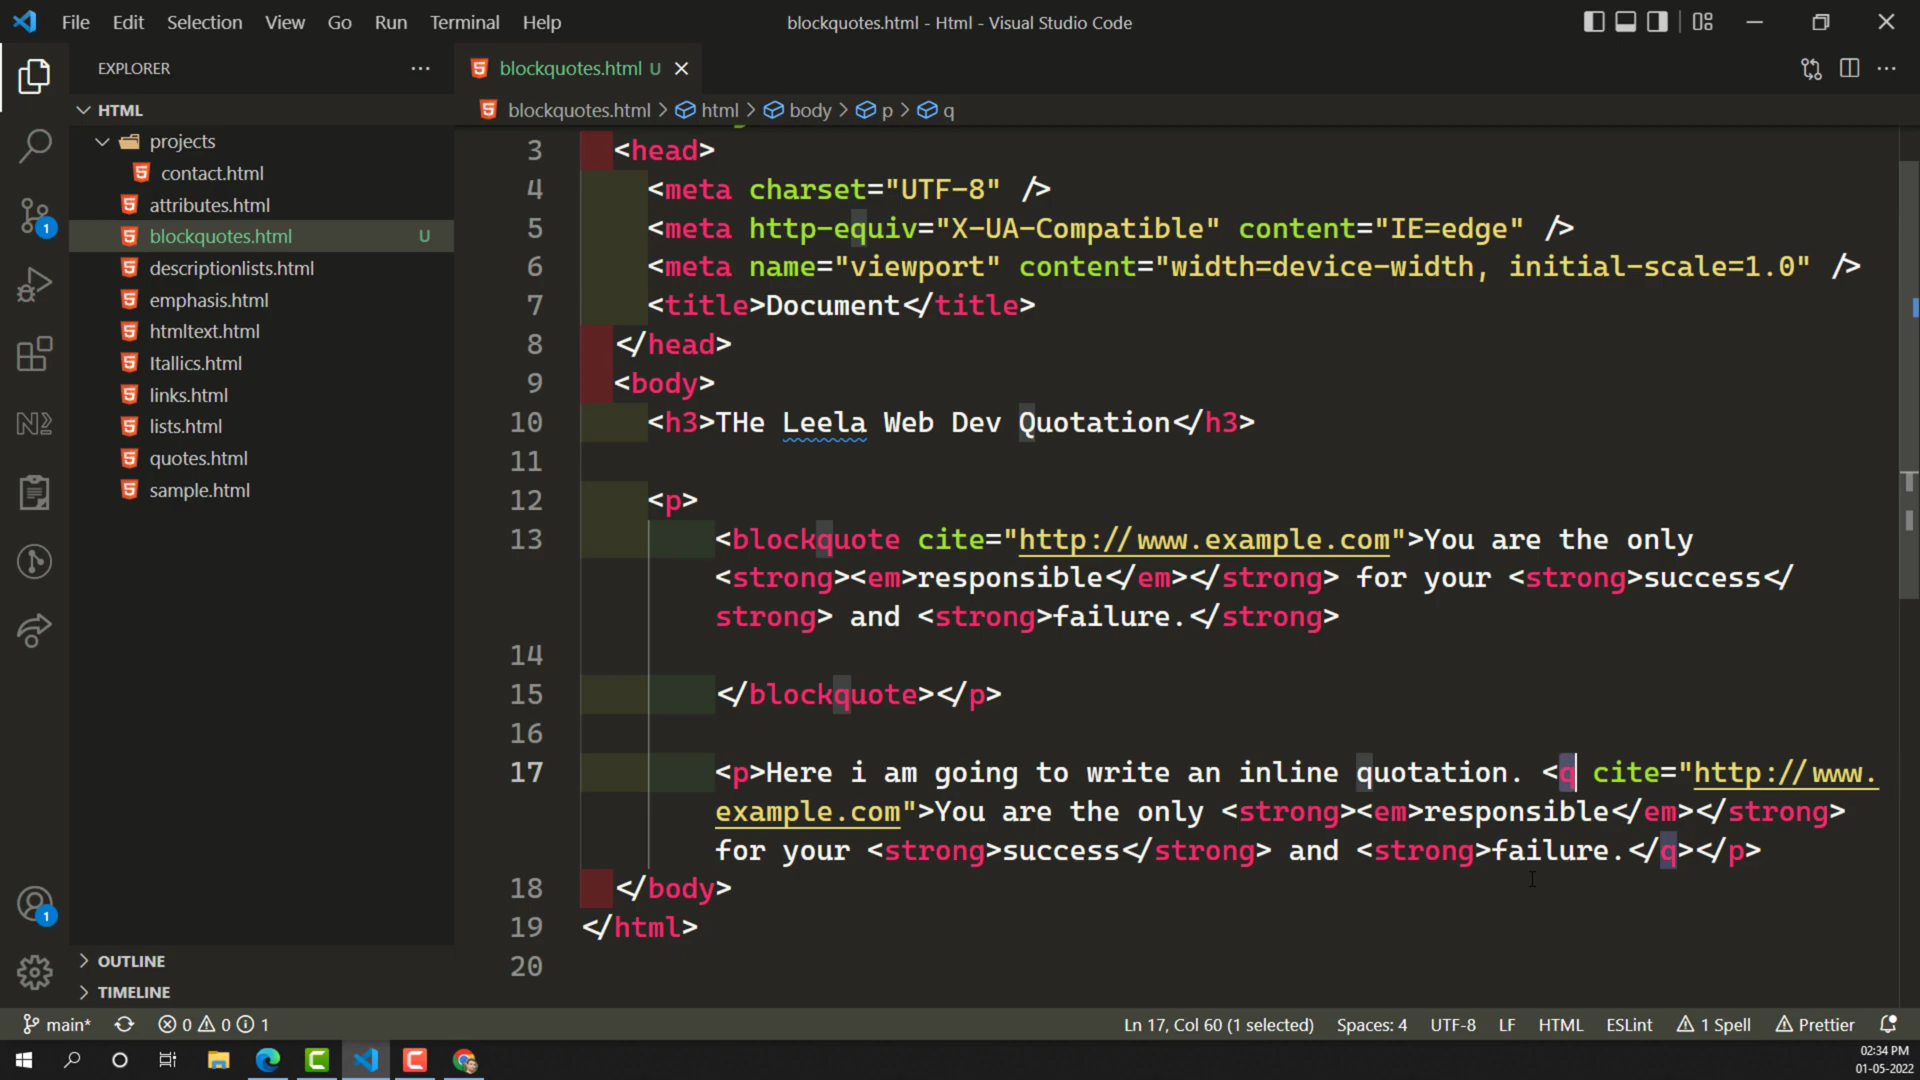 File Edit Selection View Go Run Terminal Help
blockquotes.html - Html - Visual Studio Code
EXPLORER
HTML
projects
contact.html
attributes.html
blockquotes.html U
descriptionlists.html
emphasis.html
htmltext.html
Itallics.html
links.html
lists.html
quotes.html
sample.html
OUTLINE
TIMELINE
blockquotes.html U
blockquotes.html > html > body > p > q
3 <head>
4 <meta charset="UTF-8" />
5 <meta http-equiv="X-UA-Compatible" content="IE=edge" />
6 <meta name="viewport" content="width=device-width, initial-scale=1.0" />
7 <title>Document</title>
8 </head>
9 <body>
10 <h3>THe Leela Web Dev Quotation</h3>
11
12 <p>
13 <blockquote cite="http://www.example.com">You are the only
<strong><em>responsible</em></strong> for your <strong>success</
strong> and <strong>failure.</strong>
14
15 </blockquote></p>
16
17 <p>Here i am going to write an inline quotation. <q cite="http://www.
example.com">You are the only <strong><em>responsible</em></strong>
for your <strong>success</strong> and <strong>failure.</q></p>
18 </body>
19 </html>
20
1
1
main* 0 0 1
Ln 17, Col 60 (1 selected) Spaces: 4 UTF-8 LF HTML ESLint 1 Spell Prettier
02:34 PM
01-05-2022